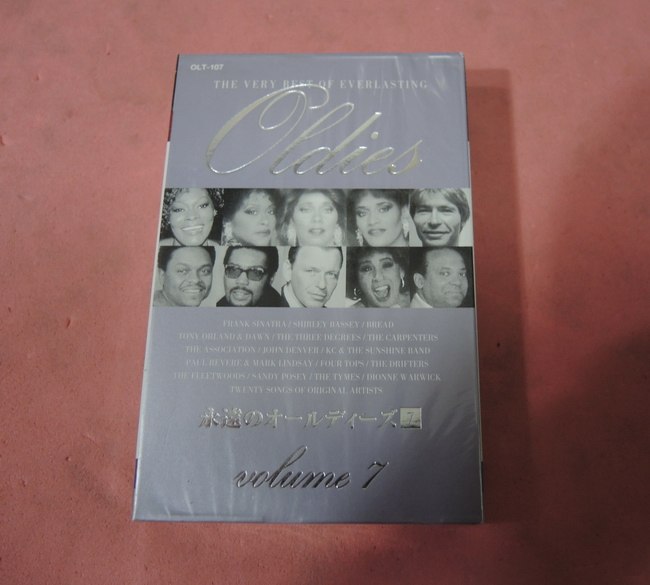 OLT-107
THE VERY BEST OF EVERLASTING
Oldies
FRANK SINATRA / SHIRLEY BASSEY / BREAD
TONY ORLAND & DAWN / THE THREE DEGREES / THE CARPENTERS
THE ASSOCIATION / JOHN DENVER / KC & THE SUNSHINE BAND
PAUL REVERE & MARK LINDSAY / FOUR TOPS / THE DRIFTERS
THE FLEETWOODS / SANDY POSEY / THE TYMES / DIONNE WARWICK
TWENTY SONGS OF ORIGINAL ARTISTS
永遠のオールディーズ 7
volume 7